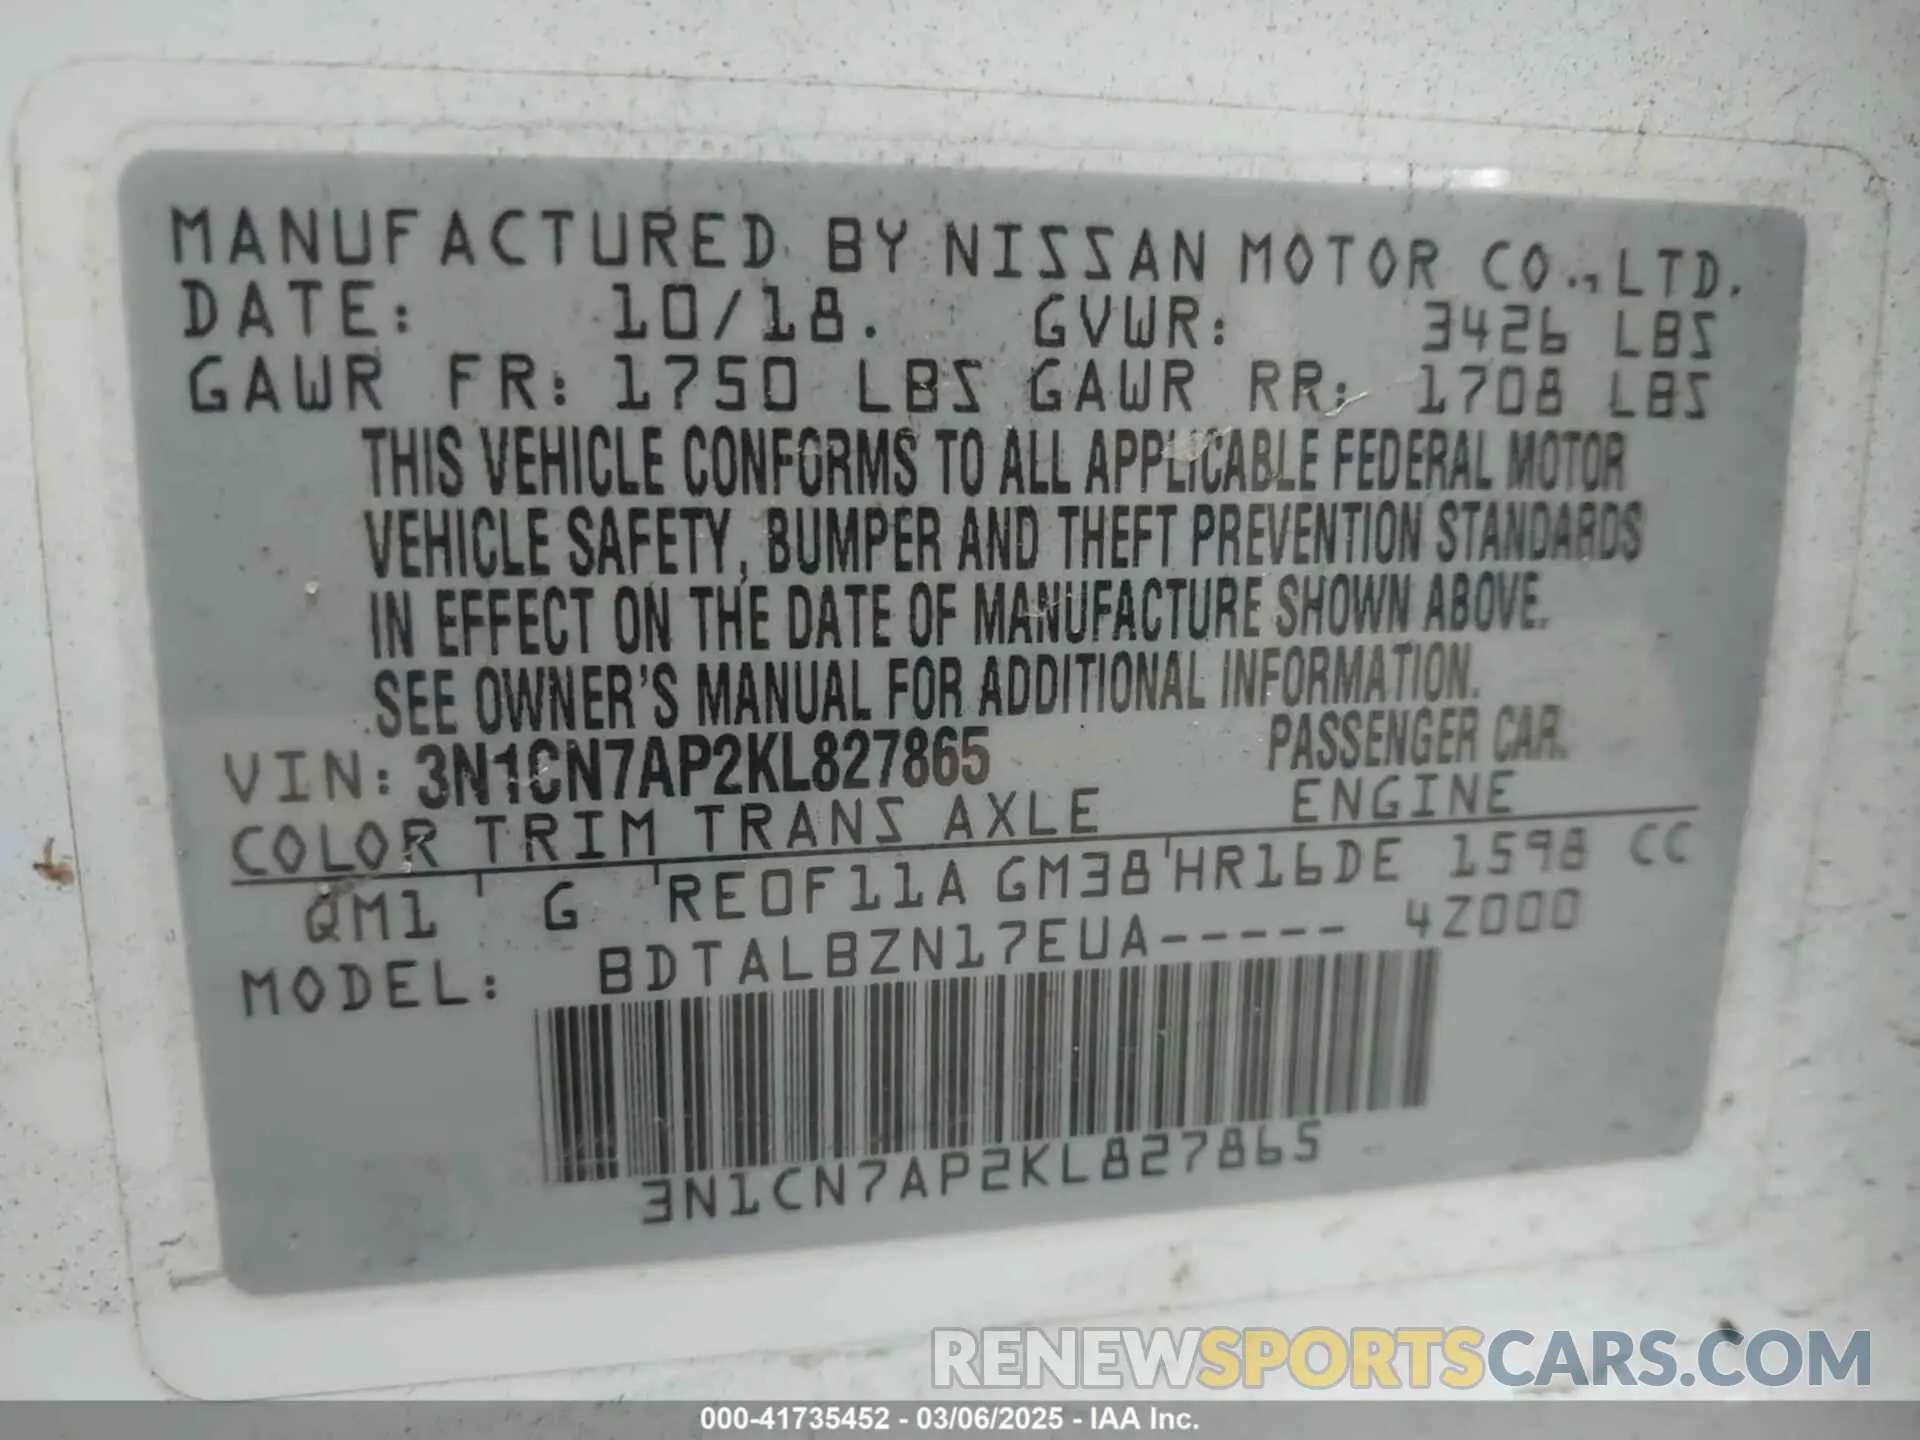 MANUFACTURED BY NISSAN MOTOR CO., LTD.
DATE: 10/18. GVWR: 3426 LBS
GAWR FR: 1750 LBS GAWR RR: 1708 LBS
THIS VEHICLE CONFORMS TO ALL APPLICABLE FEDERAL MOTOR
VEHICLE SAFETY, BUMPER AND THEFT PREVENTION STANDARDS
IN EFFECT ON THE DATE OF MANUFACTURE SHOWN ABOVE.
SEE OWNER'S MANUAL FOR ADDITIONAL INFORMATION.
VIN: 3N1CN7AP2KL827865 PASSENGER CAR.
COLOR TRIM TRANS AXLE ENGINE
QM1 G RE0F11A GM38 HR16DE 1598 CC
MODEL: BDTALBZN17EUA----- 4Z000
3N1CN7AP2KL827865
RENEWSPORTSCARS.COM
000-41735452 - 03/06/2025 - IAA Inc.